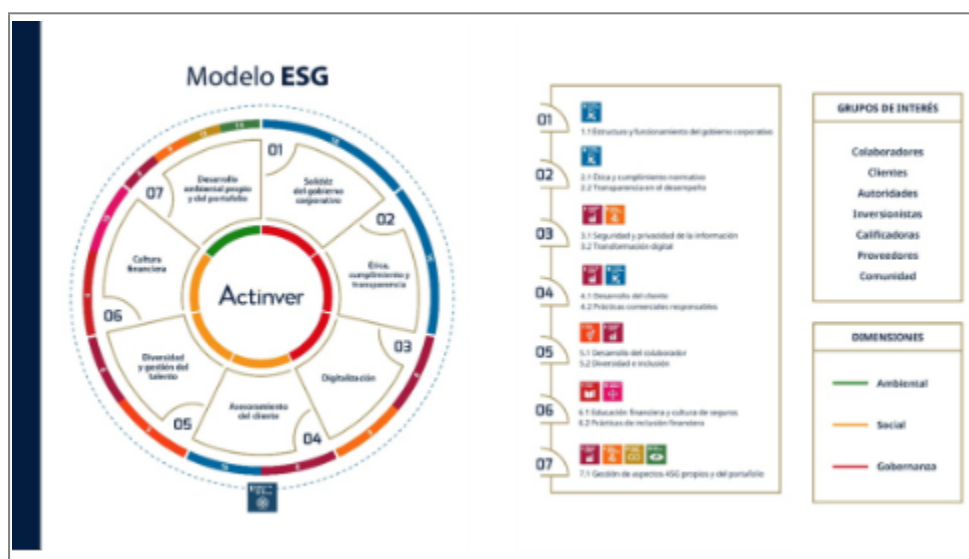 Modelo ESG
01
Solidéz
del gobierno
corporativo
02
Ética,
cumplimiento y
transparencia
03
Digitalización
04
Asesoramiento
del cliente
05
Diversidad
y gestión del
talento
06
Cultura
financiera
07
Desarrollo
ambiental propio
y del portafolio
Actinver
01
1.1 Estructura y funcionamiento del gobierno corporativo
02
2.1 Ética y cumplimiento normativo
3.2 Transparencia en el desempeño
03
3.1 Seguridad y privacidad de la información
3.2 Transformación digital
04
4.1 Desarrollo del cliente
4.2 Prácticas comerciales responsables
05
5.1 Desarrollo del colaborador
5.2 Diversidad e inclusión
06
6.1 Educación financiera y cultura de seguros
6.2 Prácticas de inclusión financiera
07
7.1 Gestión de aspectos ASG propios y del portafolio
GRUPOS DE INTERÉS
Colaboradores
Clientes
Autoridades
Inversionistas
Calificadoras
Proveedores
Comunidad
DIMENSIONES
Ambiental
Social
Gobernanza